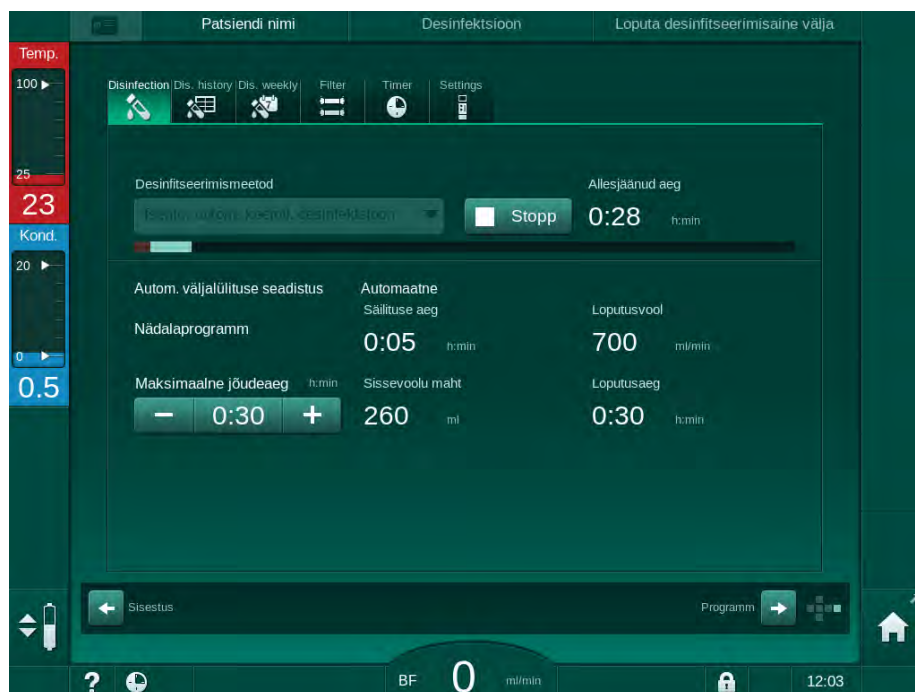 Patsiendi nimi
Desinfektsioon
Loputa desinfitseerimisaine välja
Temp.
100
25
23
Kond.
20
0
0.5
Disinfection
Dis. history
Dis. weekly
Filter
Timer
Settings
Desinfitseerimismeetod
Stopp
Allesjäänud aeg
0:28 h:min
Autom. väljalülituse seadistus
Automaatne
Nädalaprogramm
Säilituse aeg
0:05 h:min
Loputusvool
700 ml/min
Maksimaalne jõudeaeg h:min
− 0:30 +
Sissevoolu maht
260 ml
Loputusaeg
0:30 h:min
Sisestus
Programm
? BF 0 ml/min 12:03